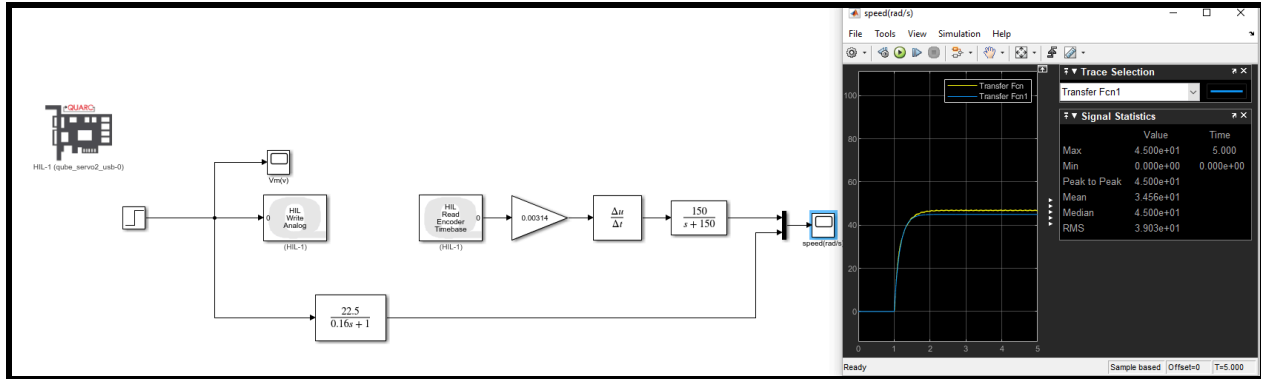 QUARC
HIL-1 (qube_servo2_usb-0)
Vm(v)
0
HIL
Write
Analog
(HIL-1)
HIL
Read
Encoder
Timebase
0
(HIL-1)
0.00314
Δu
Δt
150
s + 150
speed(rad/s
22.5
0.16s + 1
speed(rad/s)
File Tools View Simulation Help
Transfer Fcn
Transfer Fcn1
100
80
60
40
20
0
0 1 2 3 4 5
Trace Selection
Transfer Fcn1
Signal Statistics
Value Time
Max 4.500e+01 5.000
Min 0.000e+00 0.000e+00
Peak to Peak 4.500e+01
Mean 3.456e+01
Median 4.500e+01
RMS 3.903e+01
Ready Sample based Offset=0 T=5.000